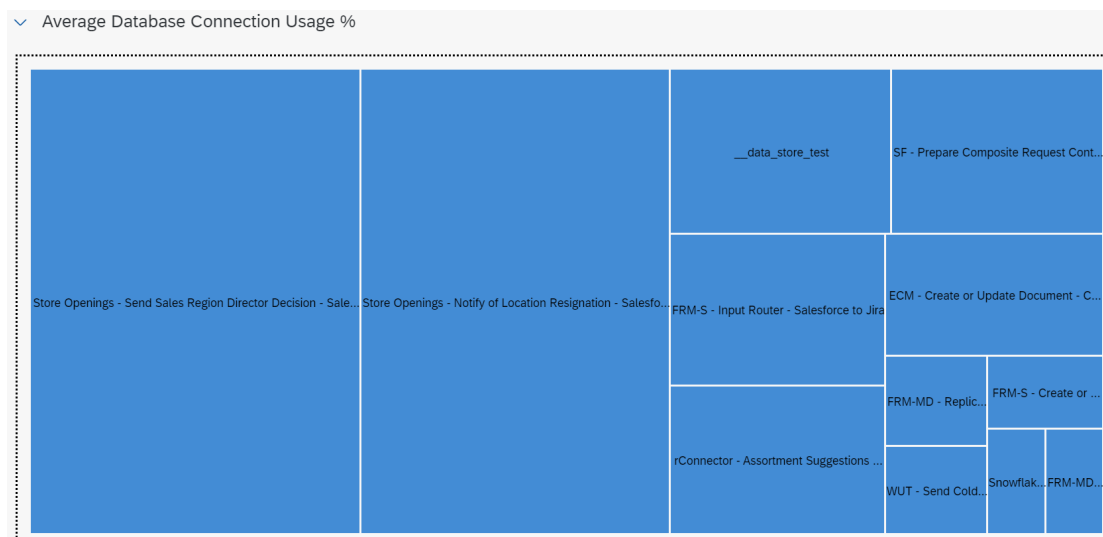 Average Database Connection Usage %
__data_store_test
SF - Prepare Composite Request Cont...
Store Openings - Send Sales Region Director Decision - Sale...
Store Openings - Notify of Location Resignation - Salesfo...
FRM-S - Input Router - Salesforce to Jira
ECM - Create or Update Document - C...
FRM-MD - Replic...
FRM-S - Create or ...
rConnector - Assortment Suggestions ...
WUT - Send Cold...
Snowflak...
FRM-MD...